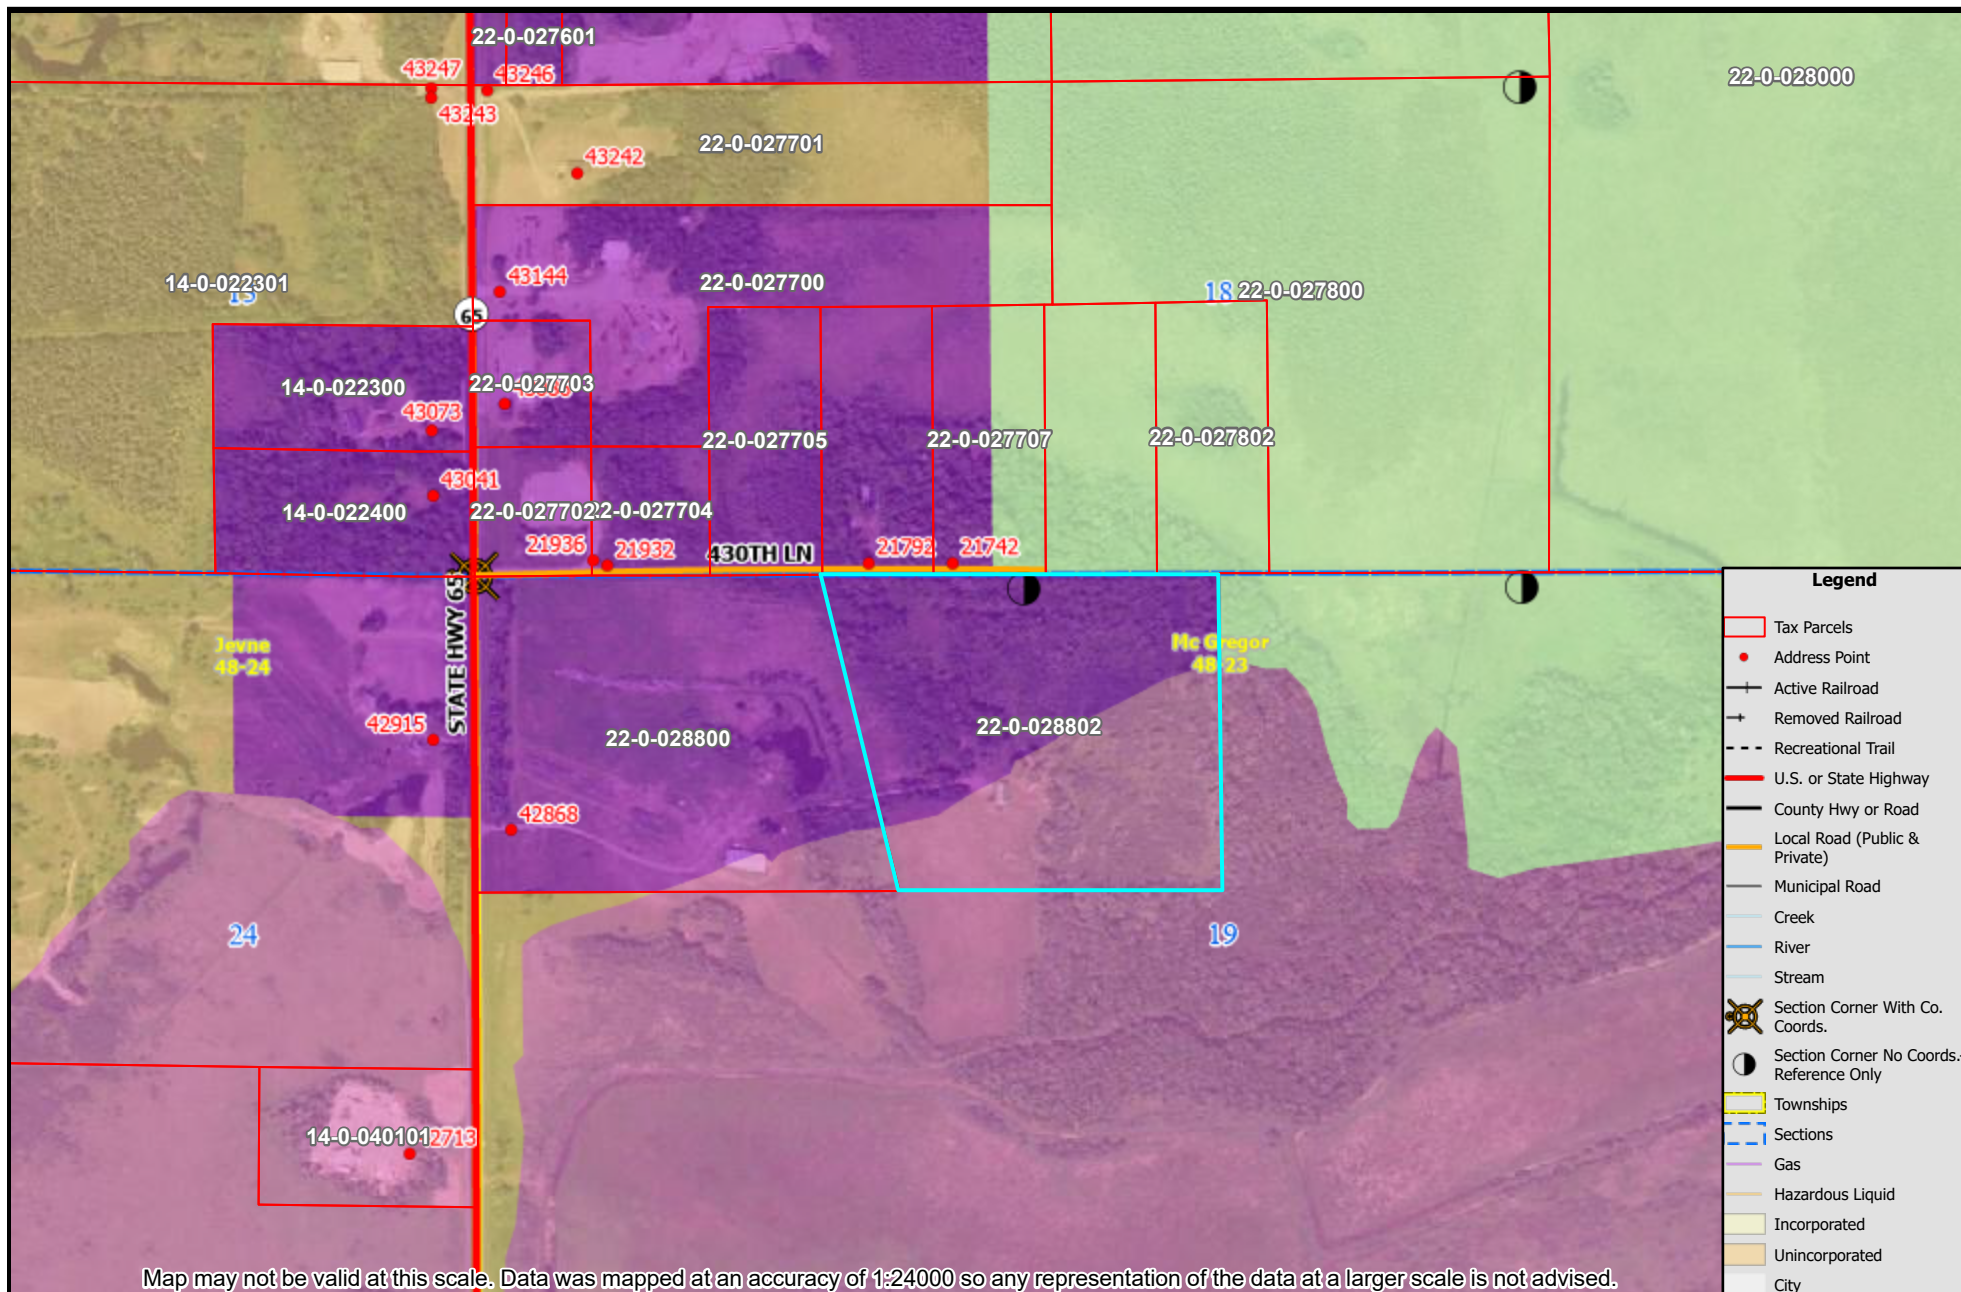 22-0-027601
43247
43246
22-0-028000
43243
22-0-027701
43242
14-0-022301
43144
22-0-027700
18
22-0-027800
65
14-0-022300
22-0-027703
43073
22-0-027705
22-0-027707
22-0-027802
43041
14-0-022400
22-0-027702
22-0-027704
21936
21932
430TH LN
21792
21742
STATE HWY 65
Jevne
48-24
Mc Gregor
48-23
42915
22-0-028800
22-0-028802
42868
24
19
14-0-040101
2713
Map may not be valid at this scale. Data was mapped at an accuracy of 1:24000 so any representation of the data at a larger scale is not advised.
Legend
Tax Parcels
Address Point
Active Railroad
Removed Railroad
Recreational Trail
U.S. or State Highway
County Hwy or Road
Local Road (Public &
Private)
Municipal Road
Creek
River
Stream
Section Corner With Co.
Coords.
Section Corner No Coords.-
Reference Only
Townships
Sections
Gas
Hazardous Liquid
Incorporated
Unincorporated
City